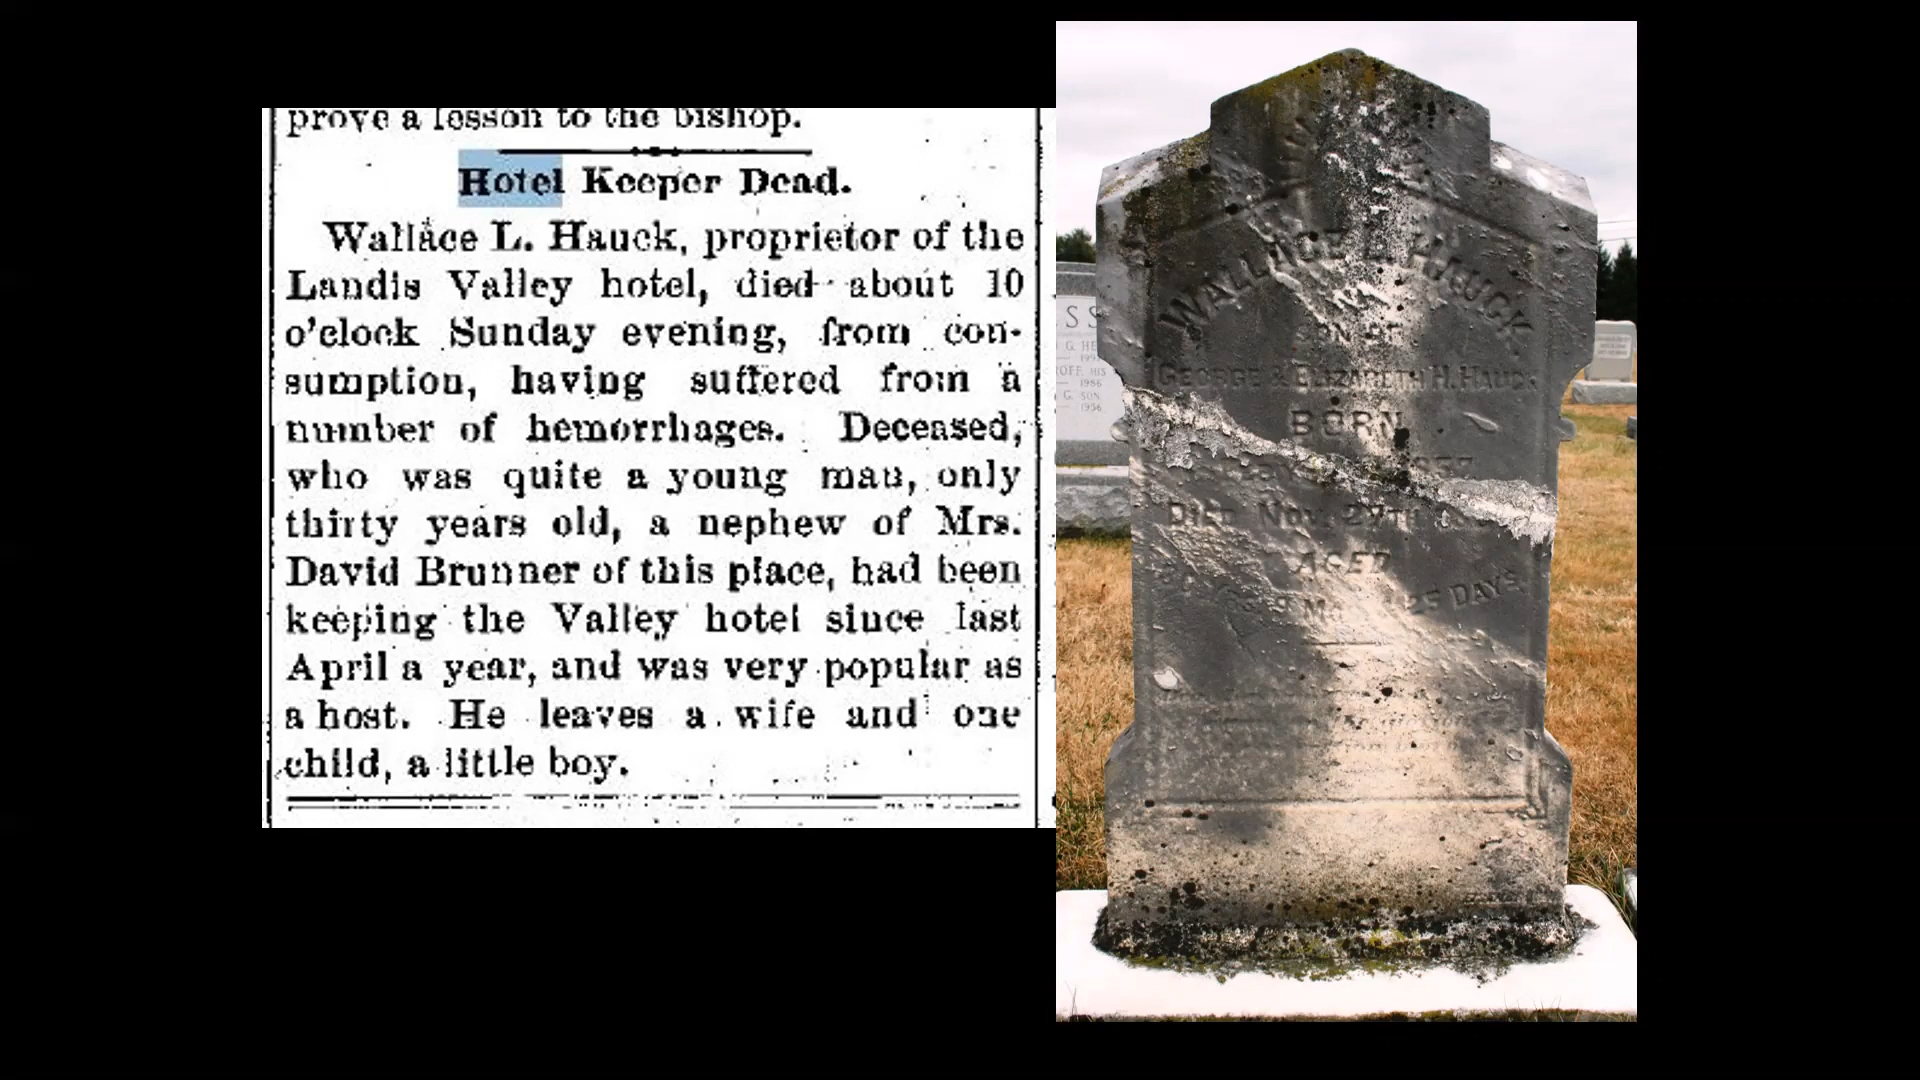 prove a lesson to the bishop.
Hotel Keeper Dead.
Wallace L. Hauck, proprietor of the
Landis Valley hotel, died about 10
o'clock Sunday evening, from con-
sumption, having suffered from a
number of hemorrhages. Deceased,
who was quite a young man, only
thirty years old, a nephew of Mrs.
David Brunner of this place, had been
keeping the Valley hotel since last
April a year, and was very popular as
a host. He leaves a wife and one
child, a little boy.
WALLACE L. HAUCK
SON OF
GEORGE & ELIZABETH H. HAUCK
BORN
DIED NOV. 27TH
AGED
25 DAYS.